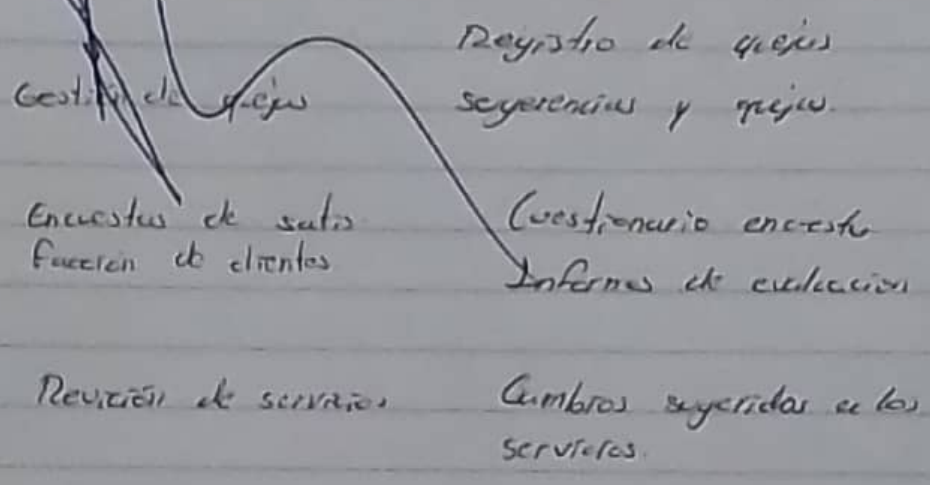 Registro de quejas
Gestión de quejas
sugerencias y quejas.
Encuestas de satis
facción de clientes
Cuestionario encuesta
Informes de evaluación
Revición de servicios
Cambios sugeridos a los
servicios.